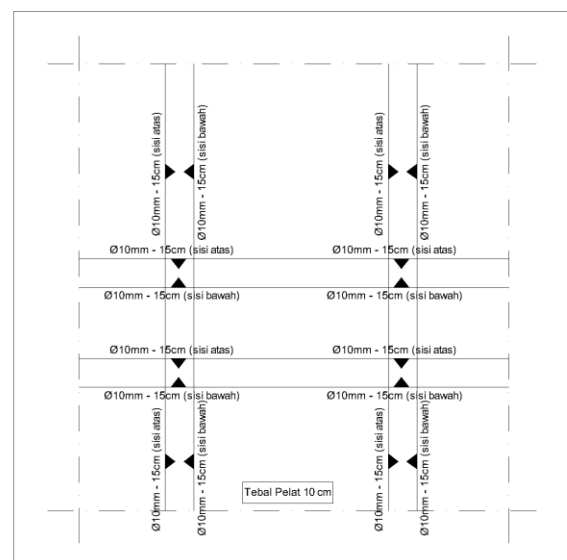 Ø10mm - 15cm (sisi atas)
Ø10mm - 15cm (sisi bawah)
Ø10mm - 15cm (sisi atas)
Ø10mm - 15cm (sisi bawah)
Ø10mm - 15cm (sisi atas)
Ø10mm - 15cm (sisi atas)
Ø10mm - 15cm (sisi bawah)
Ø10mm - 15cm (sisi bawah)
Ø10mm - 15cm (sisi atas)
Ø10mm - 15cm (sisi atas)
Ø10mm - 15cm (sisi bawah)
Ø10mm - 15cm (sisi bawah)
Ø10mm - 15cm (sisi atas)
Ø10mm - 15cm (sisi bawah)
Ø10mm - 15cm (sisi atas)
Ø10mm - 15cm (sisi bawah)
Tebal Pelat 10 cm